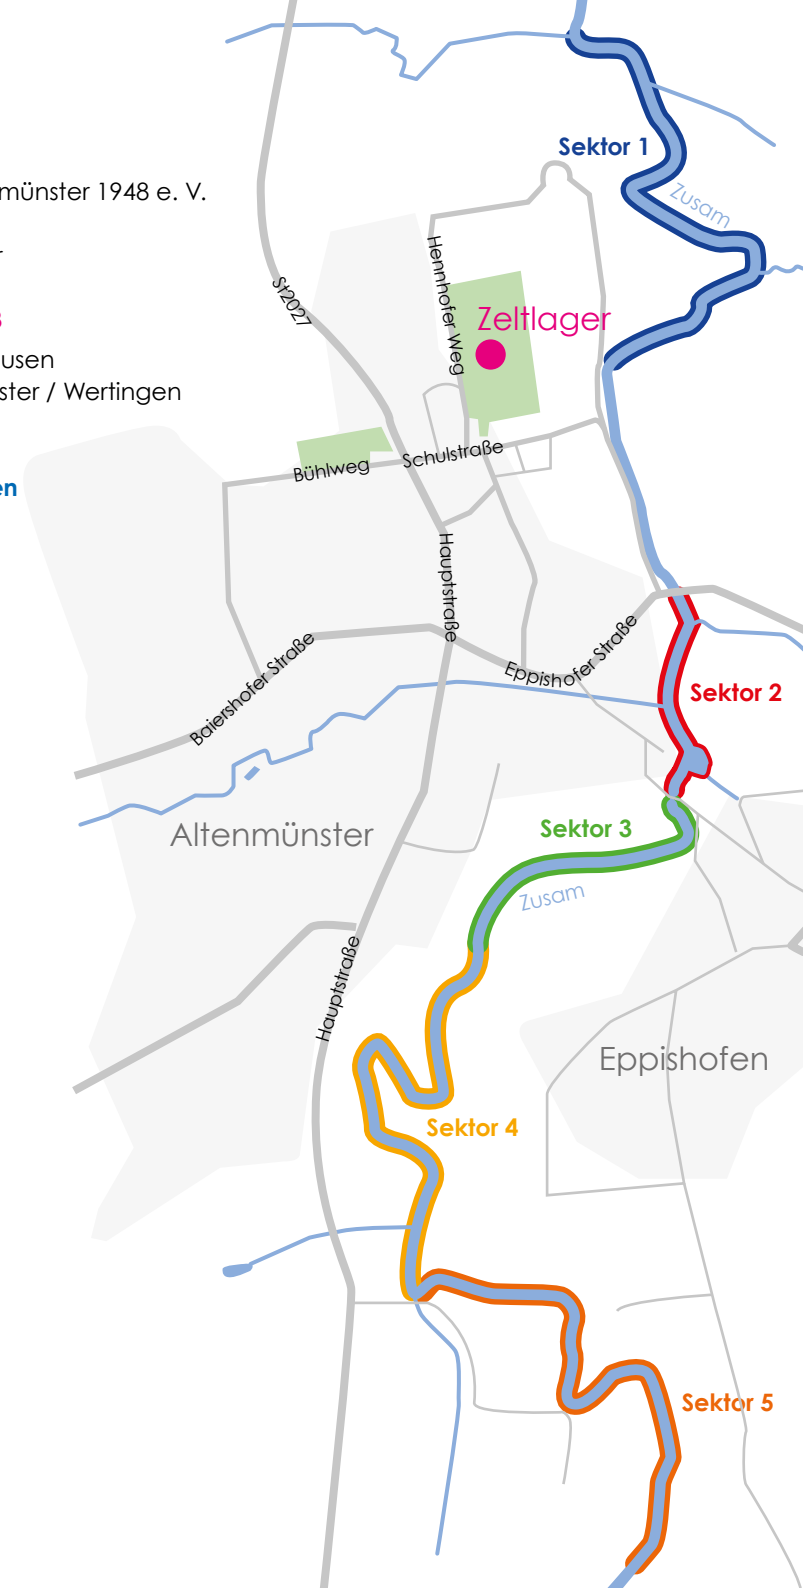 münster 1948 e. V.
usen
ster / Wertingen
en
Sektor 1
Zusam
St2027
Hennhofer Weg
Zeltlager
Bühlweg
Schulstraße
Hauptstraße
Baiershofer Straße
Eppishofer Straße
Sektor 2
Altenmünster
Sektor 3
Zusam
Hauptstraße
Eppishofen
Sektor 4
Sektor 5